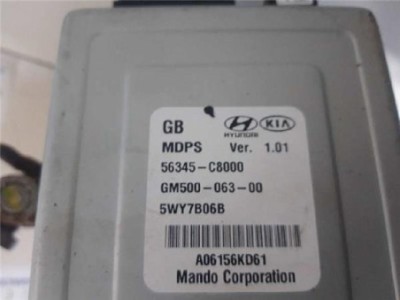 GB HYUNDAI KIA
MDPS Ver. 1.01
56345-C8000
GM500-063-00
5WY7B06B
A06156KD61
Mando Corporation